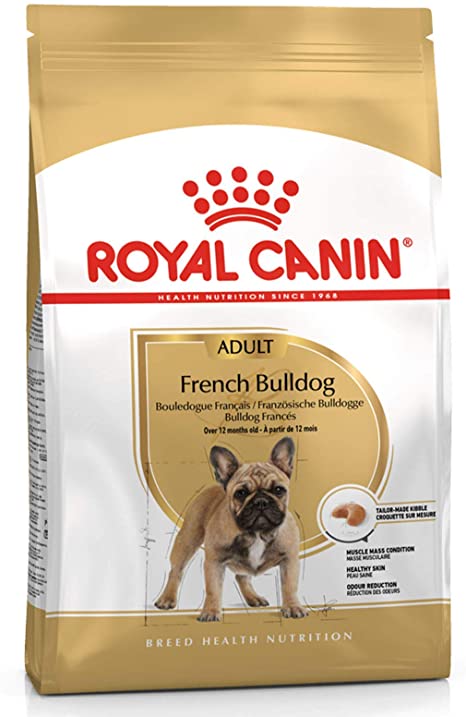 ROYAL CANIN®
HEALTH NUTRITION SINCE 1968
ADULT
French Bulldog
Bouledogue Français / Französische Bulldogge
Bulldog Francés
Over 12 months old - À partir de 12 mois
TAILOR-MADE KIBBLE
CROQUETTE SUR MESURE
MUSCLE MASS CONDITION
MASSE MUSCULAIRE
HEALTHY SKIN
PEAU SAINE
ODOUR REDUCTION
RÉDUCTION DES ODEURS
BREED HEALTH NUTRITION